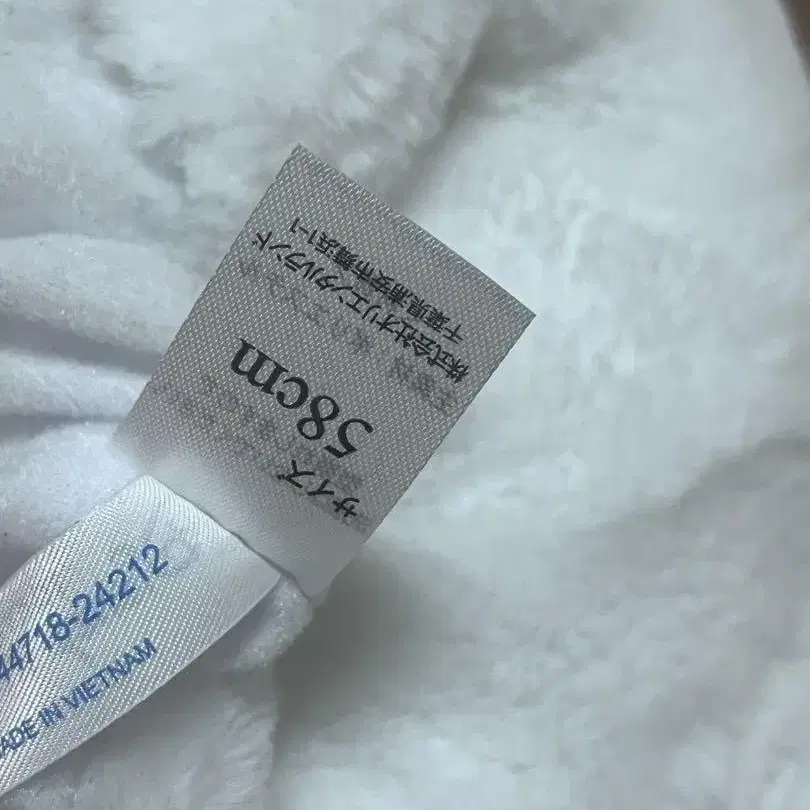 サイズ
58cm
株式会社オリエンタルランド
千葉県浦安市舞浜1-1
44718-24212
MADE IN VIETNAM